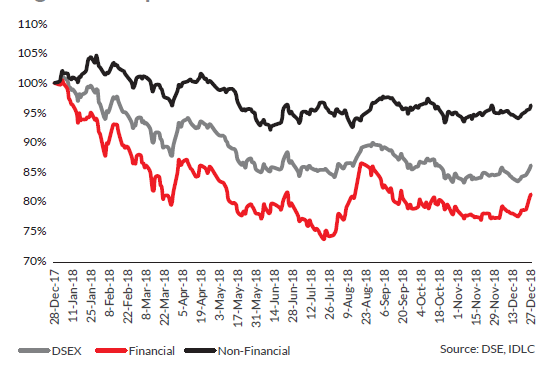 110%
105%
100%
95%
90%
85%
80%
75%
70%
28-Dec-17
11-Jan-18
25-Jan-18
8-Feb-18
22-Feb-18
8-Mar-18
22-Mar-18
5-Apr-18
19-Apr-18
3-May-18
17-May-18
31-May-18
14-Jun-18
28-Jun-18
12-Jul-18
26-Jul-18
9-Aug-18
23-Aug-18
6-Sep-18
20-Sep-18
4-Oct-18
18-Oct-18
1-Nov-18
15-Nov-18
29-Nov-18
13-Dec-18
27-Dec-18
DSEX Financial Non-Financial
Source: DSE, IDLC